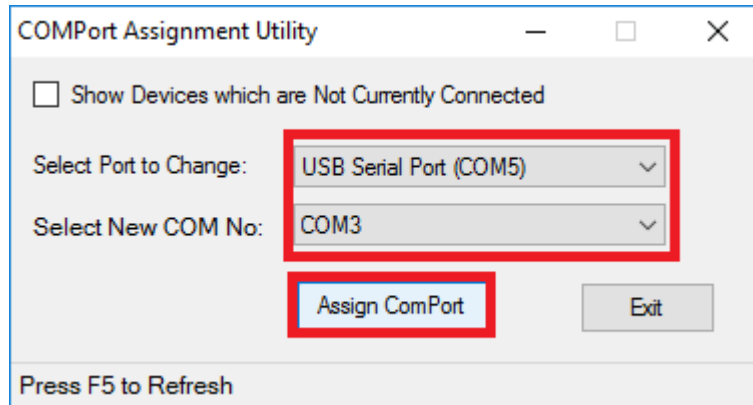 COMPort Assignment Utility
Show Devices which are Not Currently Connected
Select Port to Change: USB Serial Port (COM5)
Select New COM No: COM3
Assign ComPort Exit
Press F5 to Refresh